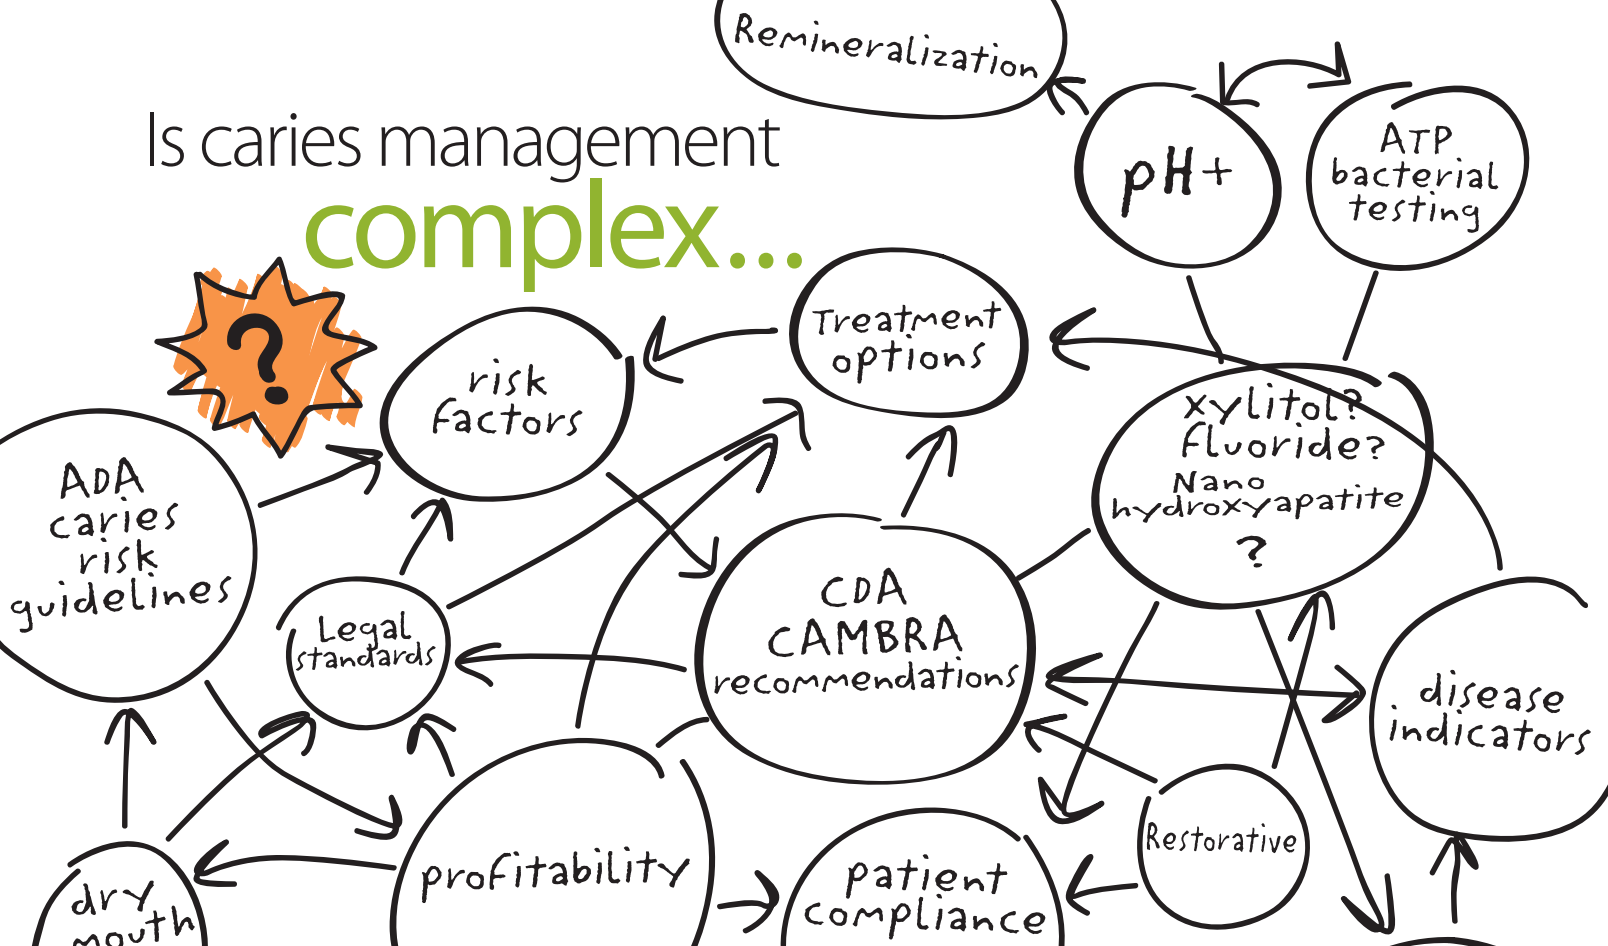 Remineralization
Is caries management
complex...
pH+
ATP
bacterial
testing
?
Treatment
options
risk
factors
xylitol?
Fluoride?
Nano
hydroxyapatite
?
ADA
caries
risk
guidelines
Legal
standards
CDA
CAMBRA
recommendations
disease
indicators
Restorative
profitability
patient
compliance
dry
mouth